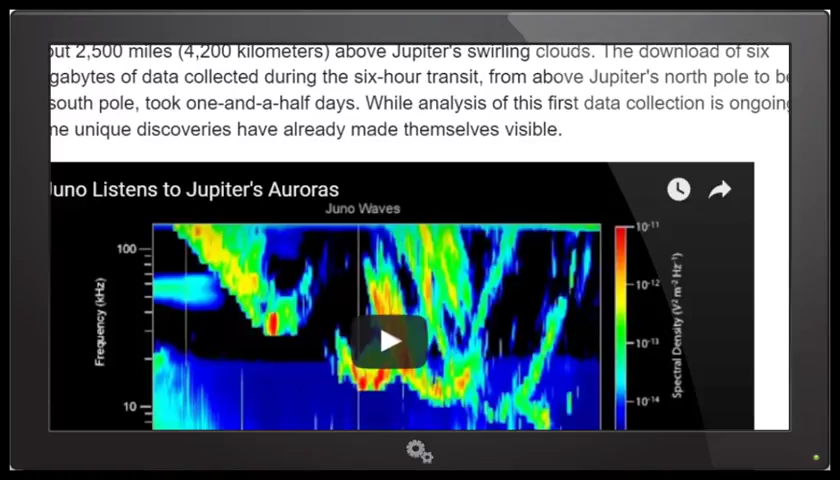 out 2,500 miles (4,200 kilometers) above Jupiter's swirling clouds. The download of six
gabytes of data collected during the six-hour transit, from above Jupiter's north pole to be
south pole, took one-and-a-half days. While analysis of this first data collection is ongoing
me unique discoveries have already made themselves visible.
Juno Listens to Jupiter's Auroras
Juno Waves
100
10
Frequency (kHz)
10⁻¹¹
10⁻¹²
10⁻¹³
10⁻¹⁴
Spectral Density (V² m⁻² Hz⁻¹)